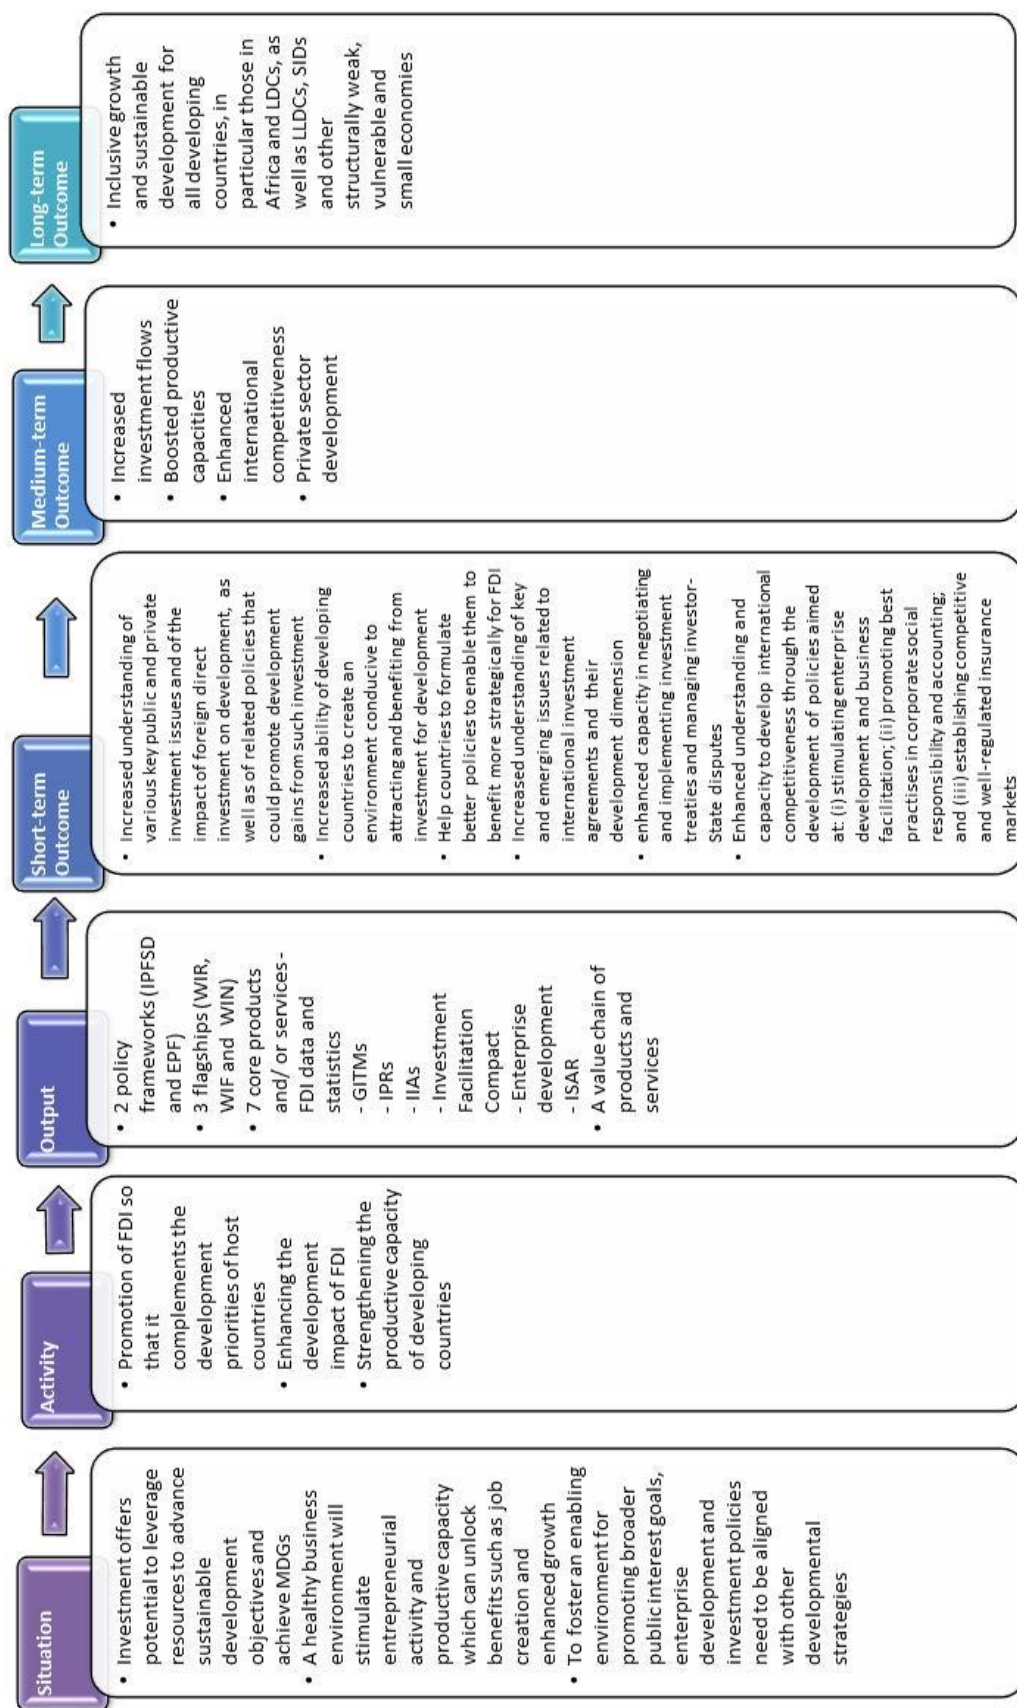 Situation
• Investment offers
potential to leverage
resources to advance
sustainable
development
objectives and
achieve MDGs
• A healthy business
environment will
stimulate
entrepreneurial
activity and
productive capacity
which can unlock
benefits such as job
creation and
enhanced growth
• To foster an enabling
environment for
promoting broader
public interest goals,
enterprise
development and
investment policies
need to be aligned
with other
developmental
strategies
Activity
• Promotion of FDI so
that it
complements the
development
priorities of host
countries
• Enhancing the
development
impact of FDI
• Strengthening the
productive capacity
of developing
countries
Output
• 2 policy
frameworks (IPFSD
and EPF)
• 3 flagships (WIR,
WIF and WIN)
• 7 core products
and/ or services-
FDI data and
statistics
- GITMs
- IPRs
- IIAs
- Investment
Facilitation
Compact
- Enterprise
development
- ISAR
• A value chain of
products and
services
Short-term
Outcome
• Increased understanding of
various key public and private
investment issues and of the
impact of foreign direct
investment on development, as
well as of related policies that
could promote development
gains from such investment
• Increased ability of developing
countries to create an
environment conducive to
attracting and benefiting from
investment for development
• Help countries to formulate
better policies to enable them to
benefit more strategically for FDI
• Increased understanding of key
and emerging issues related to
international investment
agreements and their
development dimension
• enhanced capacity in negotiating
and implementing investment
treaties and managing investor-
State disputes
• Enhanced understanding and
capacity to develop international
competitiveness through the
development of policies aimed
at: (i) stimulating enterprise
development and business
facilitation; (ii) promoting best
practises in corporate social
responsibility and accounting;
and (iii) establishing competitive
and well-regulated insurance
markets
Medium-term
Outcome
• Increased
investment flows
• Boosted productive
capacities
• Enhanced
international
competitiveness
• Private sector
development
Long-term
Outcome
• Inclusive growth
and sustainable
development for
all developing
countries, in
particular those in
Africa and LDCs, as
well as LLDCs, SIDs
and other
structurally weak,
vulnerable and
small economies